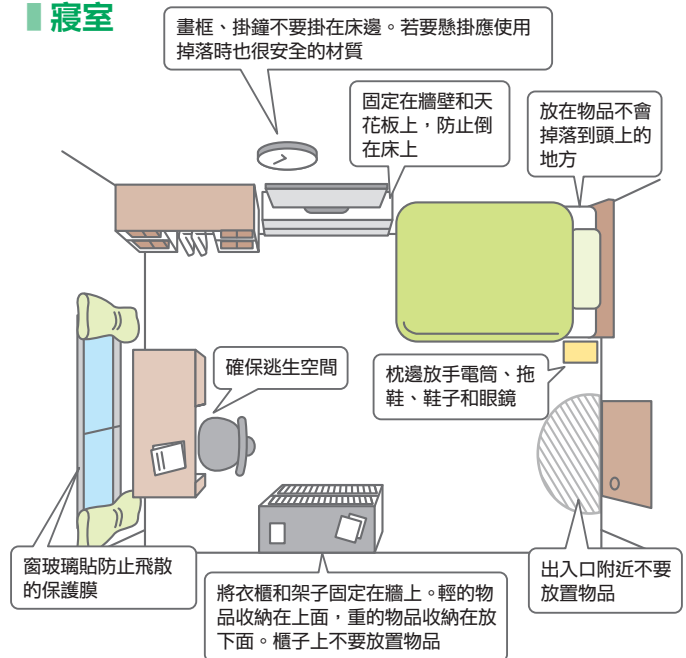 寢室
畫框、掛鐘不要掛在床邊。若要懸掛應使用
掉落時也很安全的材質
固定在牆壁和天
花板上，防止倒
在床上
放在物品不會
掉落到頭上的
地方
確保逃生空間
枕邊放手電筒、拖
鞋、鞋子和眼鏡
窗玻璃貼防止飛散
的保護膜
將衣櫃和架子固定在牆上。輕的物
品收納在上面，重的物品收納在放
下面。櫃子上不要放置物品
出入口附近不要
放置物品